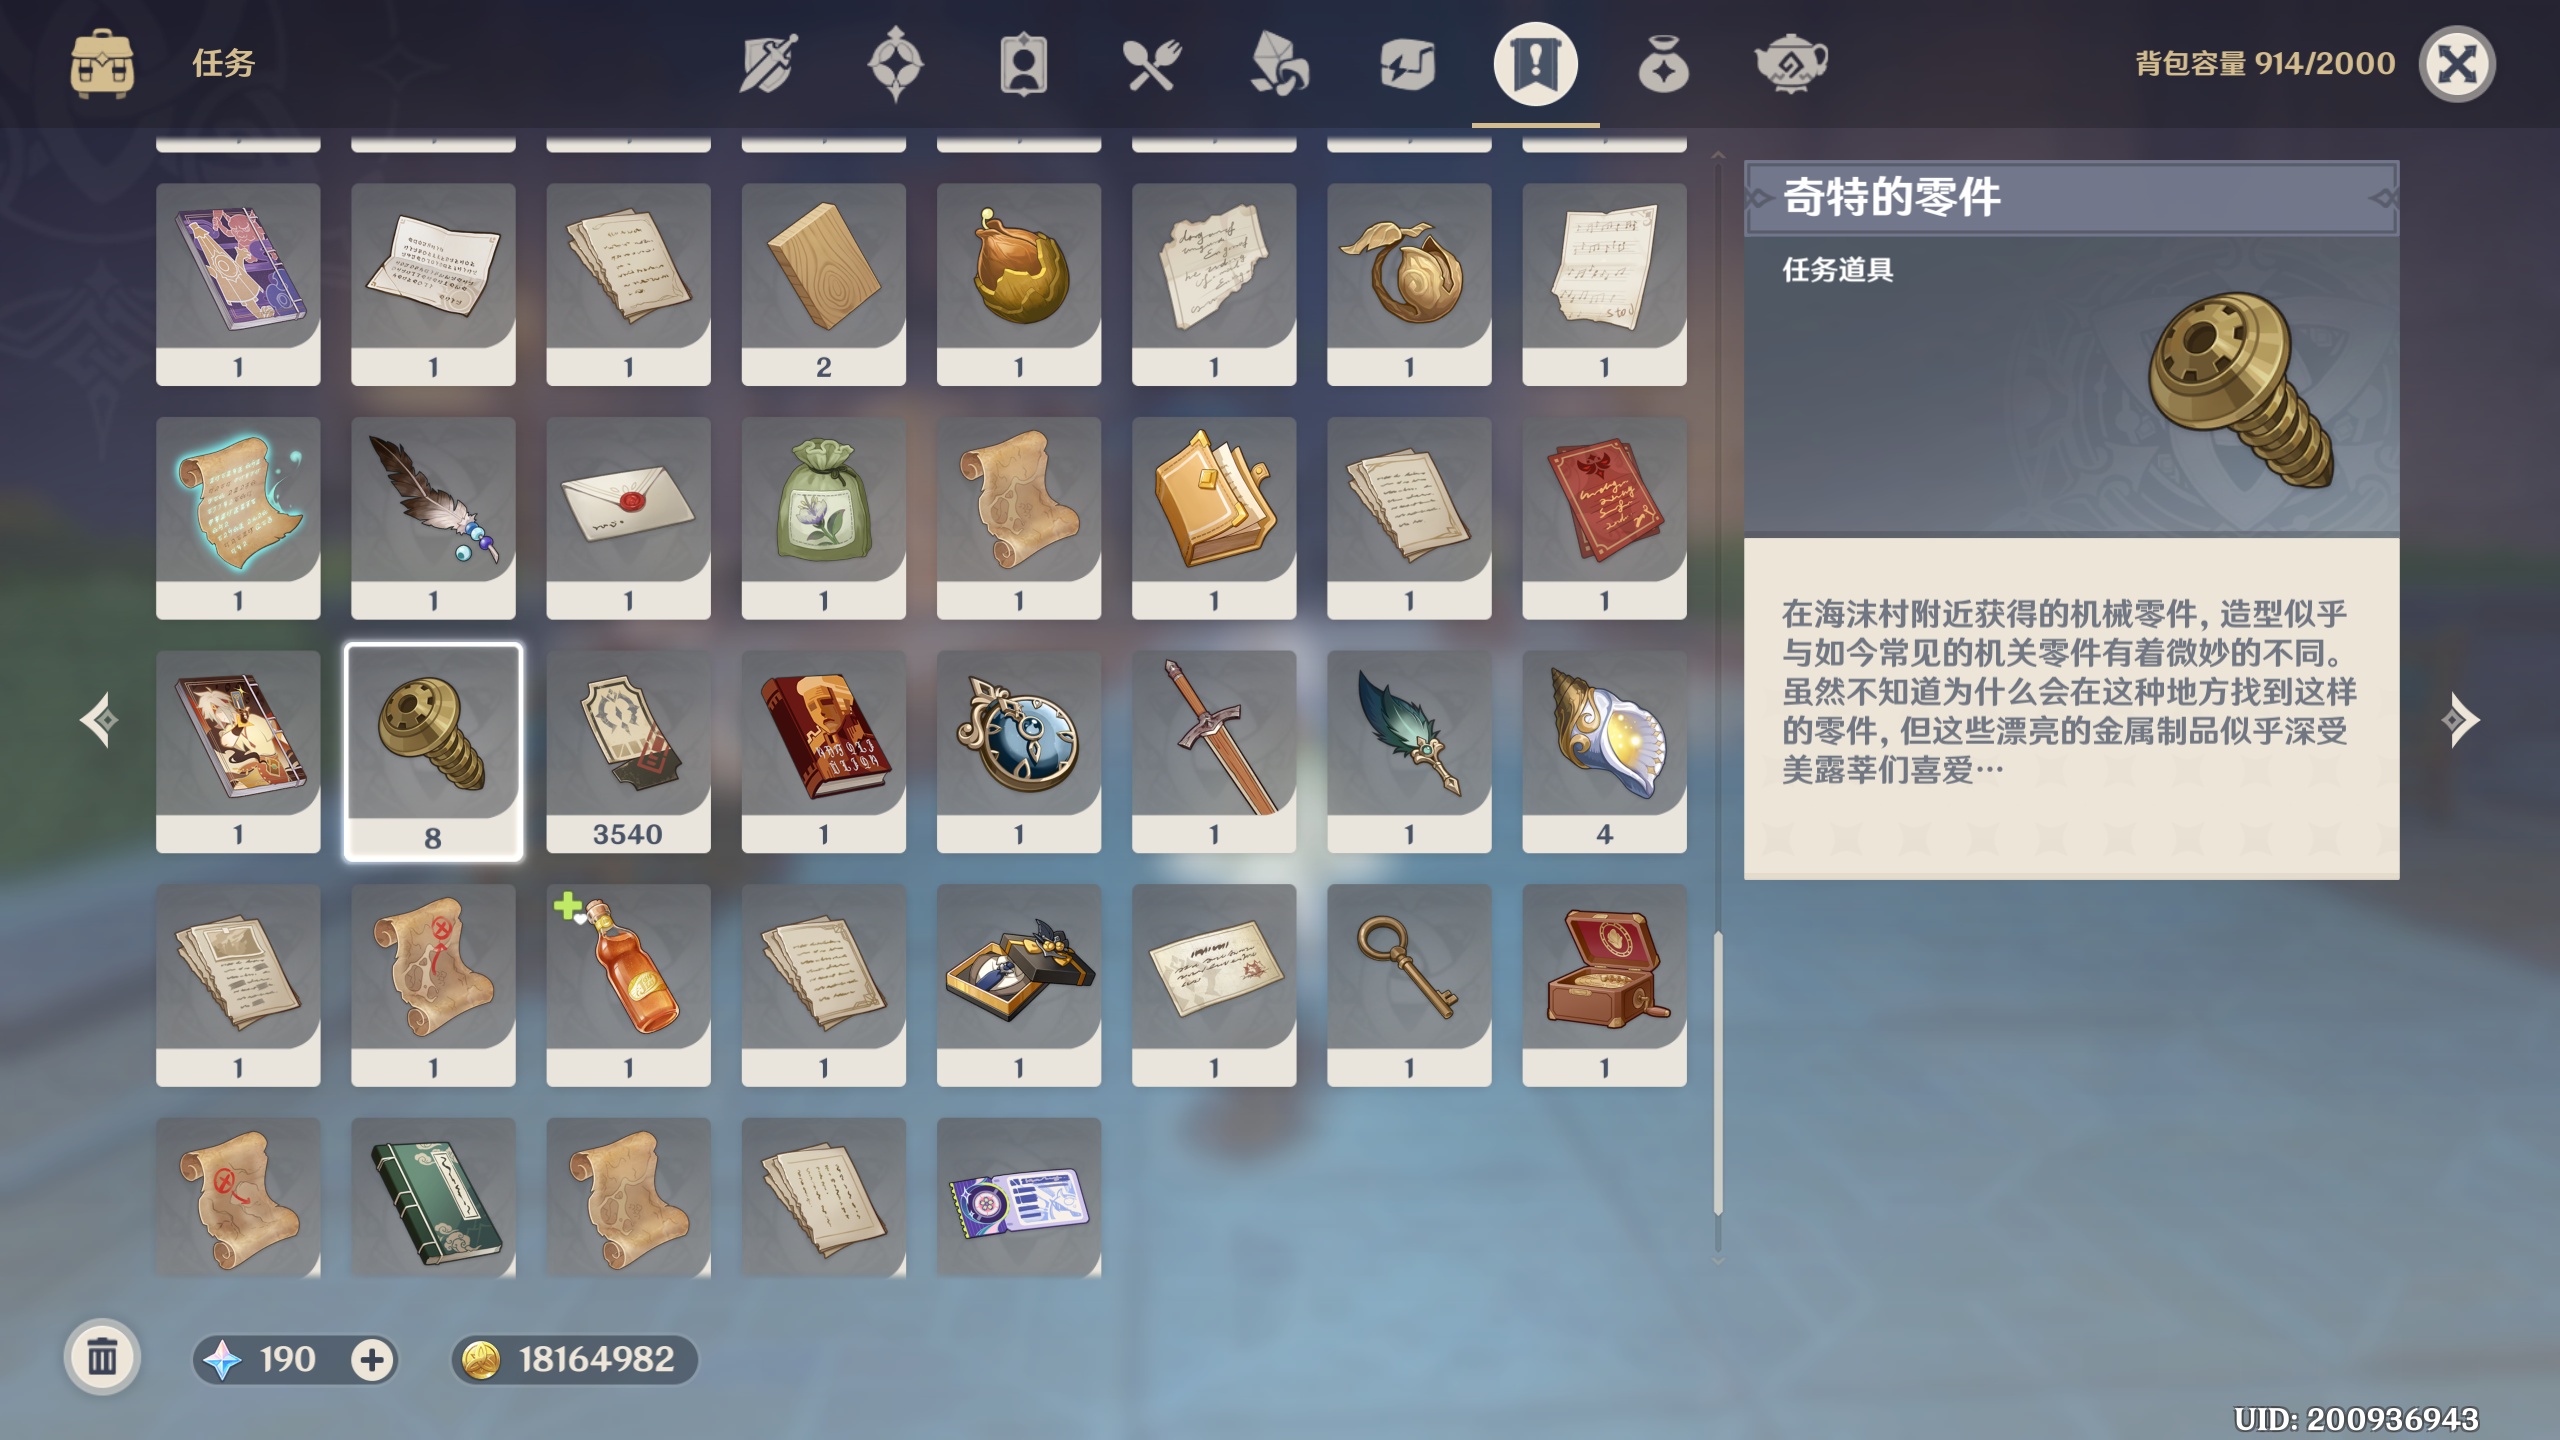 任务
背包容量 914/2000
奇特的零件
任务道具
在海沫村附近获得的机械零件，造型似乎
与如今常见的机关零件有着微妙的不同。
虽然不知道为什么会在这种地方找到这样
的零件，但这些漂亮的金属制品似乎深受
美露莘们喜爱…
1 1 1 2 1 1 1 1
1 1 1 1 1 1 1 1
1 8 3540 1 1 1 1 4
1 1 1 1 1 1 1 1
190
18164982
UID: 200936943